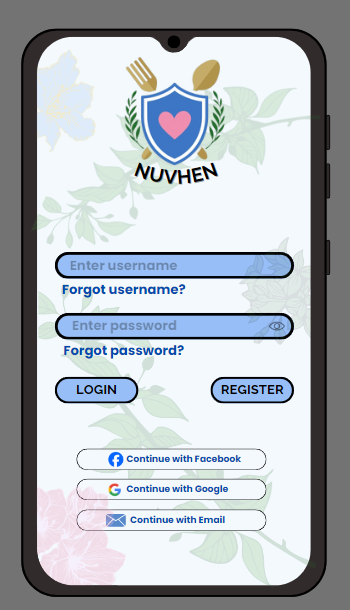 NUVHEN
Enter username
Forgot username?
Enter password
Forgot password?
LOGIN
REGISTER
Continue with Facebook
Continue with Google
Continue with Email